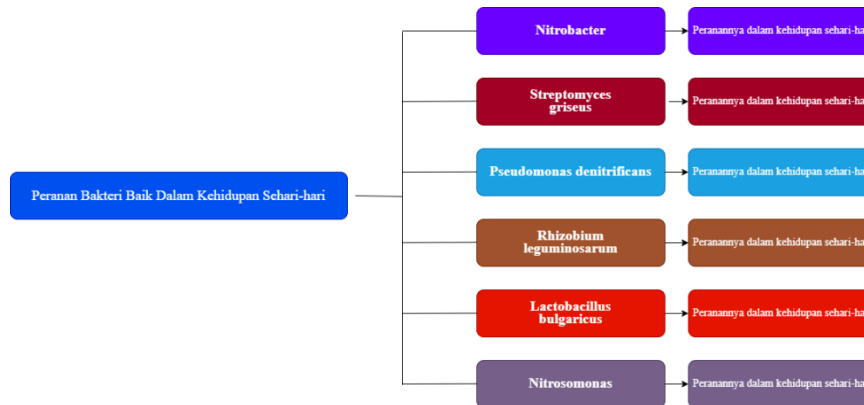 Peranan Bakteri Baik Dalam Kehidupan Sehari-hari
Nitrobacter
Peranannya dalam kehidupan sehari-ha
Streptomyces
griseus
Peranannya dalam kehidupan sehari-ha
Pseudomonas denitrificans
Peranannya dalam kehidupan sehari-ha
Rhizobium
leguminosarum
Peranannya dalam kehidupan sehari-ha
Lactobacillus
bulgaricus
Peranannya dalam kehidupan sehari-ha
Nitrosomonas
Peranannya dalam kehidupan sehari-ha